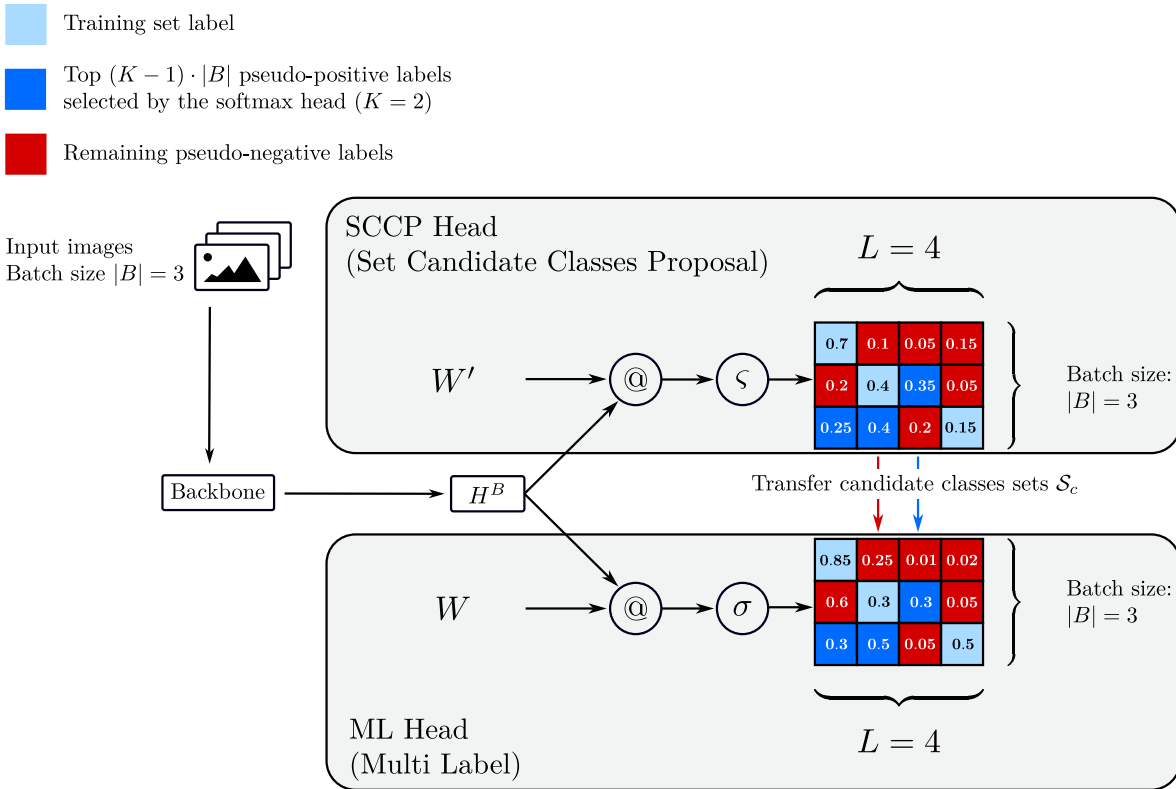 Training set label
Top (K − 1) · |B| pseudo-positive labels
selected by the softmax head (K = 2)
Remaining pseudo-negative labels
Input images
Batch size |B| = 3
SCCP Head
(Set Candidate Classes Proposal)
L = 4
W′
@
ς
0.7 0.1 0.05 0.15
0.2 0.4 0.35 0.05
0.25 0.4 0.2 0.15
Batch size:
|B| = 3
Backbone
H^B
Transfer candidate classes sets 𝒮_c
W
@
σ
0.85 0.25 0.01 0.02
0.6 0.3 0.3 0.05
0.3 0.5 0.05 0.5
Batch size:
|B| = 3
L = 4
ML Head
(Multi Label)